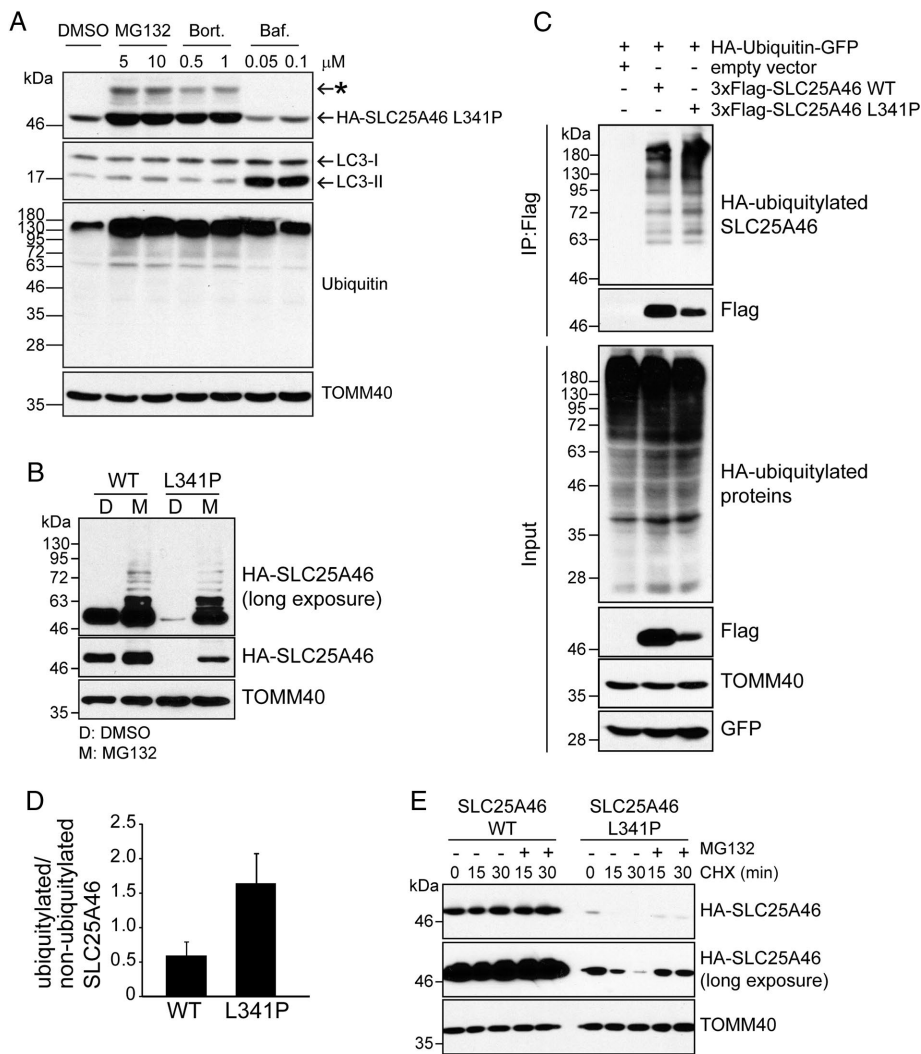 A
DMSO MG132 Bort. Baf.
5 10 0.5 1 0.05 0.1 μM
kDa
←*
46 ←HA-SLC25A46 L341P
←LC3-I
17 ←LC3-II
180
130
95
72
63
46 Ubiquitin
35
28
35 TOMM40
B
WT L341P
D M D M
kDa
130
95
72 HA-SLC25A46
63 (long exposure)
46
46 HA-SLC25A46
35 TOMM40
D: DMSO
M: MG132
C
+ + + HA-Ubiquitin-GFP
+ - - empty vector
- + - 3xFlag-SLC25A46 WT
- - + 3xFlag-SLC25A46 L341P
kDa
IP:Flag
180
130
95 HA-ubiquitylated
72 SLC25A46
63
46
46 Flag
Input
180
130
95
72
63 HA-ubiquitylated
46 proteins
35
28
46 Flag
35 TOMM40
28 GFP
D
ubiquitylated/
non-ubiquitylated
SLC25A46
2.5
2.0
1.5
1.0
0.5
0
WT L341P
E
SLC25A46 SLC25A46
WT L341P
- - - + + - - - + + MG132
0 15 30 15 30 0 15 30 15 30 CHX (min)
kDa
46 HA-SLC25A46
46 HA-SLC25A46
(long exposure)
35 TOMM40